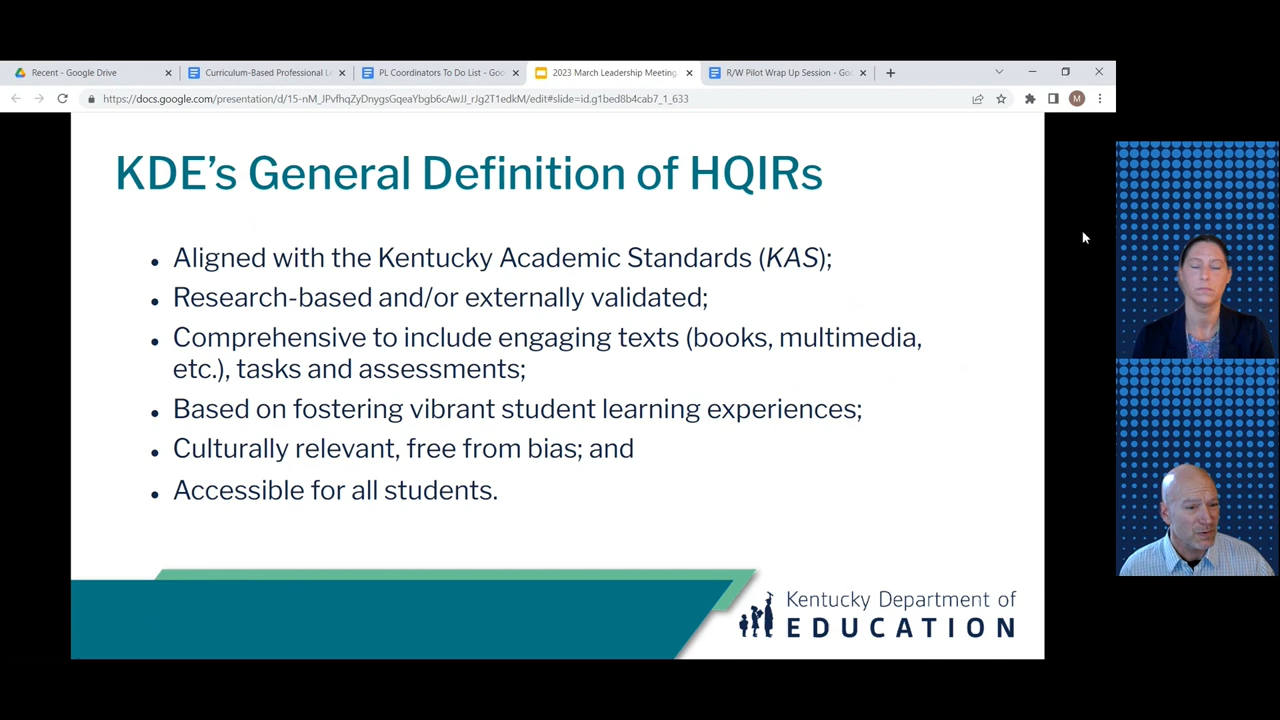 Recent - Google Drive
Curriculum-Based Professional L
PL Coordinators To Do List - Goo
2023 March Leadership Meeting
R/W Pilot Wrap Up Session - Goo
https://docs.google.com/presentation/d/15-nM_JPvfhqZyDnygsGqeaYbgb6cAwJJ_rJg2T1edkM/edit#slide=id.g1bed8b4cab7_1_633
M
KDE's General Definition of HQIRs
• Aligned with the Kentucky Academic Standards (KAS);
• Research-based and/or externally validated;
• Comprehensive to include engaging texts (books, multimedia,
etc.), tasks and assessments;
• Based on fostering vibrant student learning experiences;
• Culturally relevant, free from bias; and
• Accessible for all students.
Kentucky Department of
EDUCATION